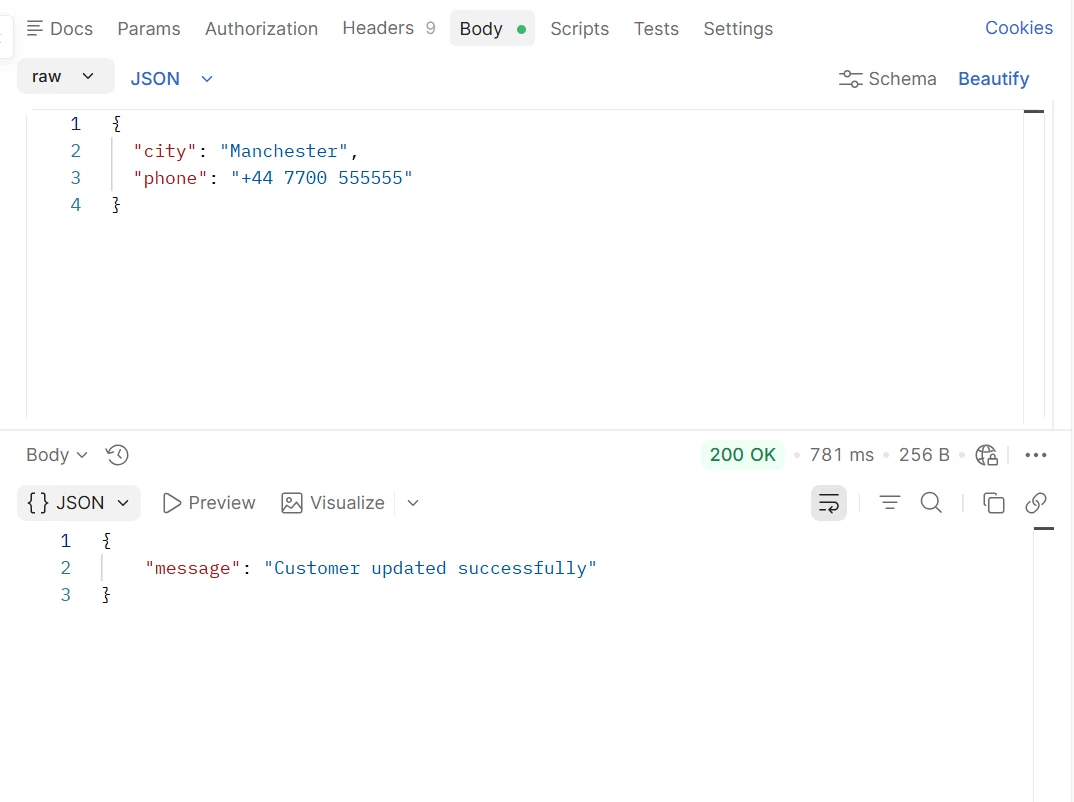 Docs Params Authorization Headers 9 Body Scripts Tests Settings Cookies
raw JSON Schema Beautify
1 {
2 "city": "Manchester",
3 "phone": "+44 7700 555555"
4 }
Body 200 OK • 781 ms • 256 B •
{} JSON Preview Visualize
1 {
2 "message": "Customer updated successfully"
3 }